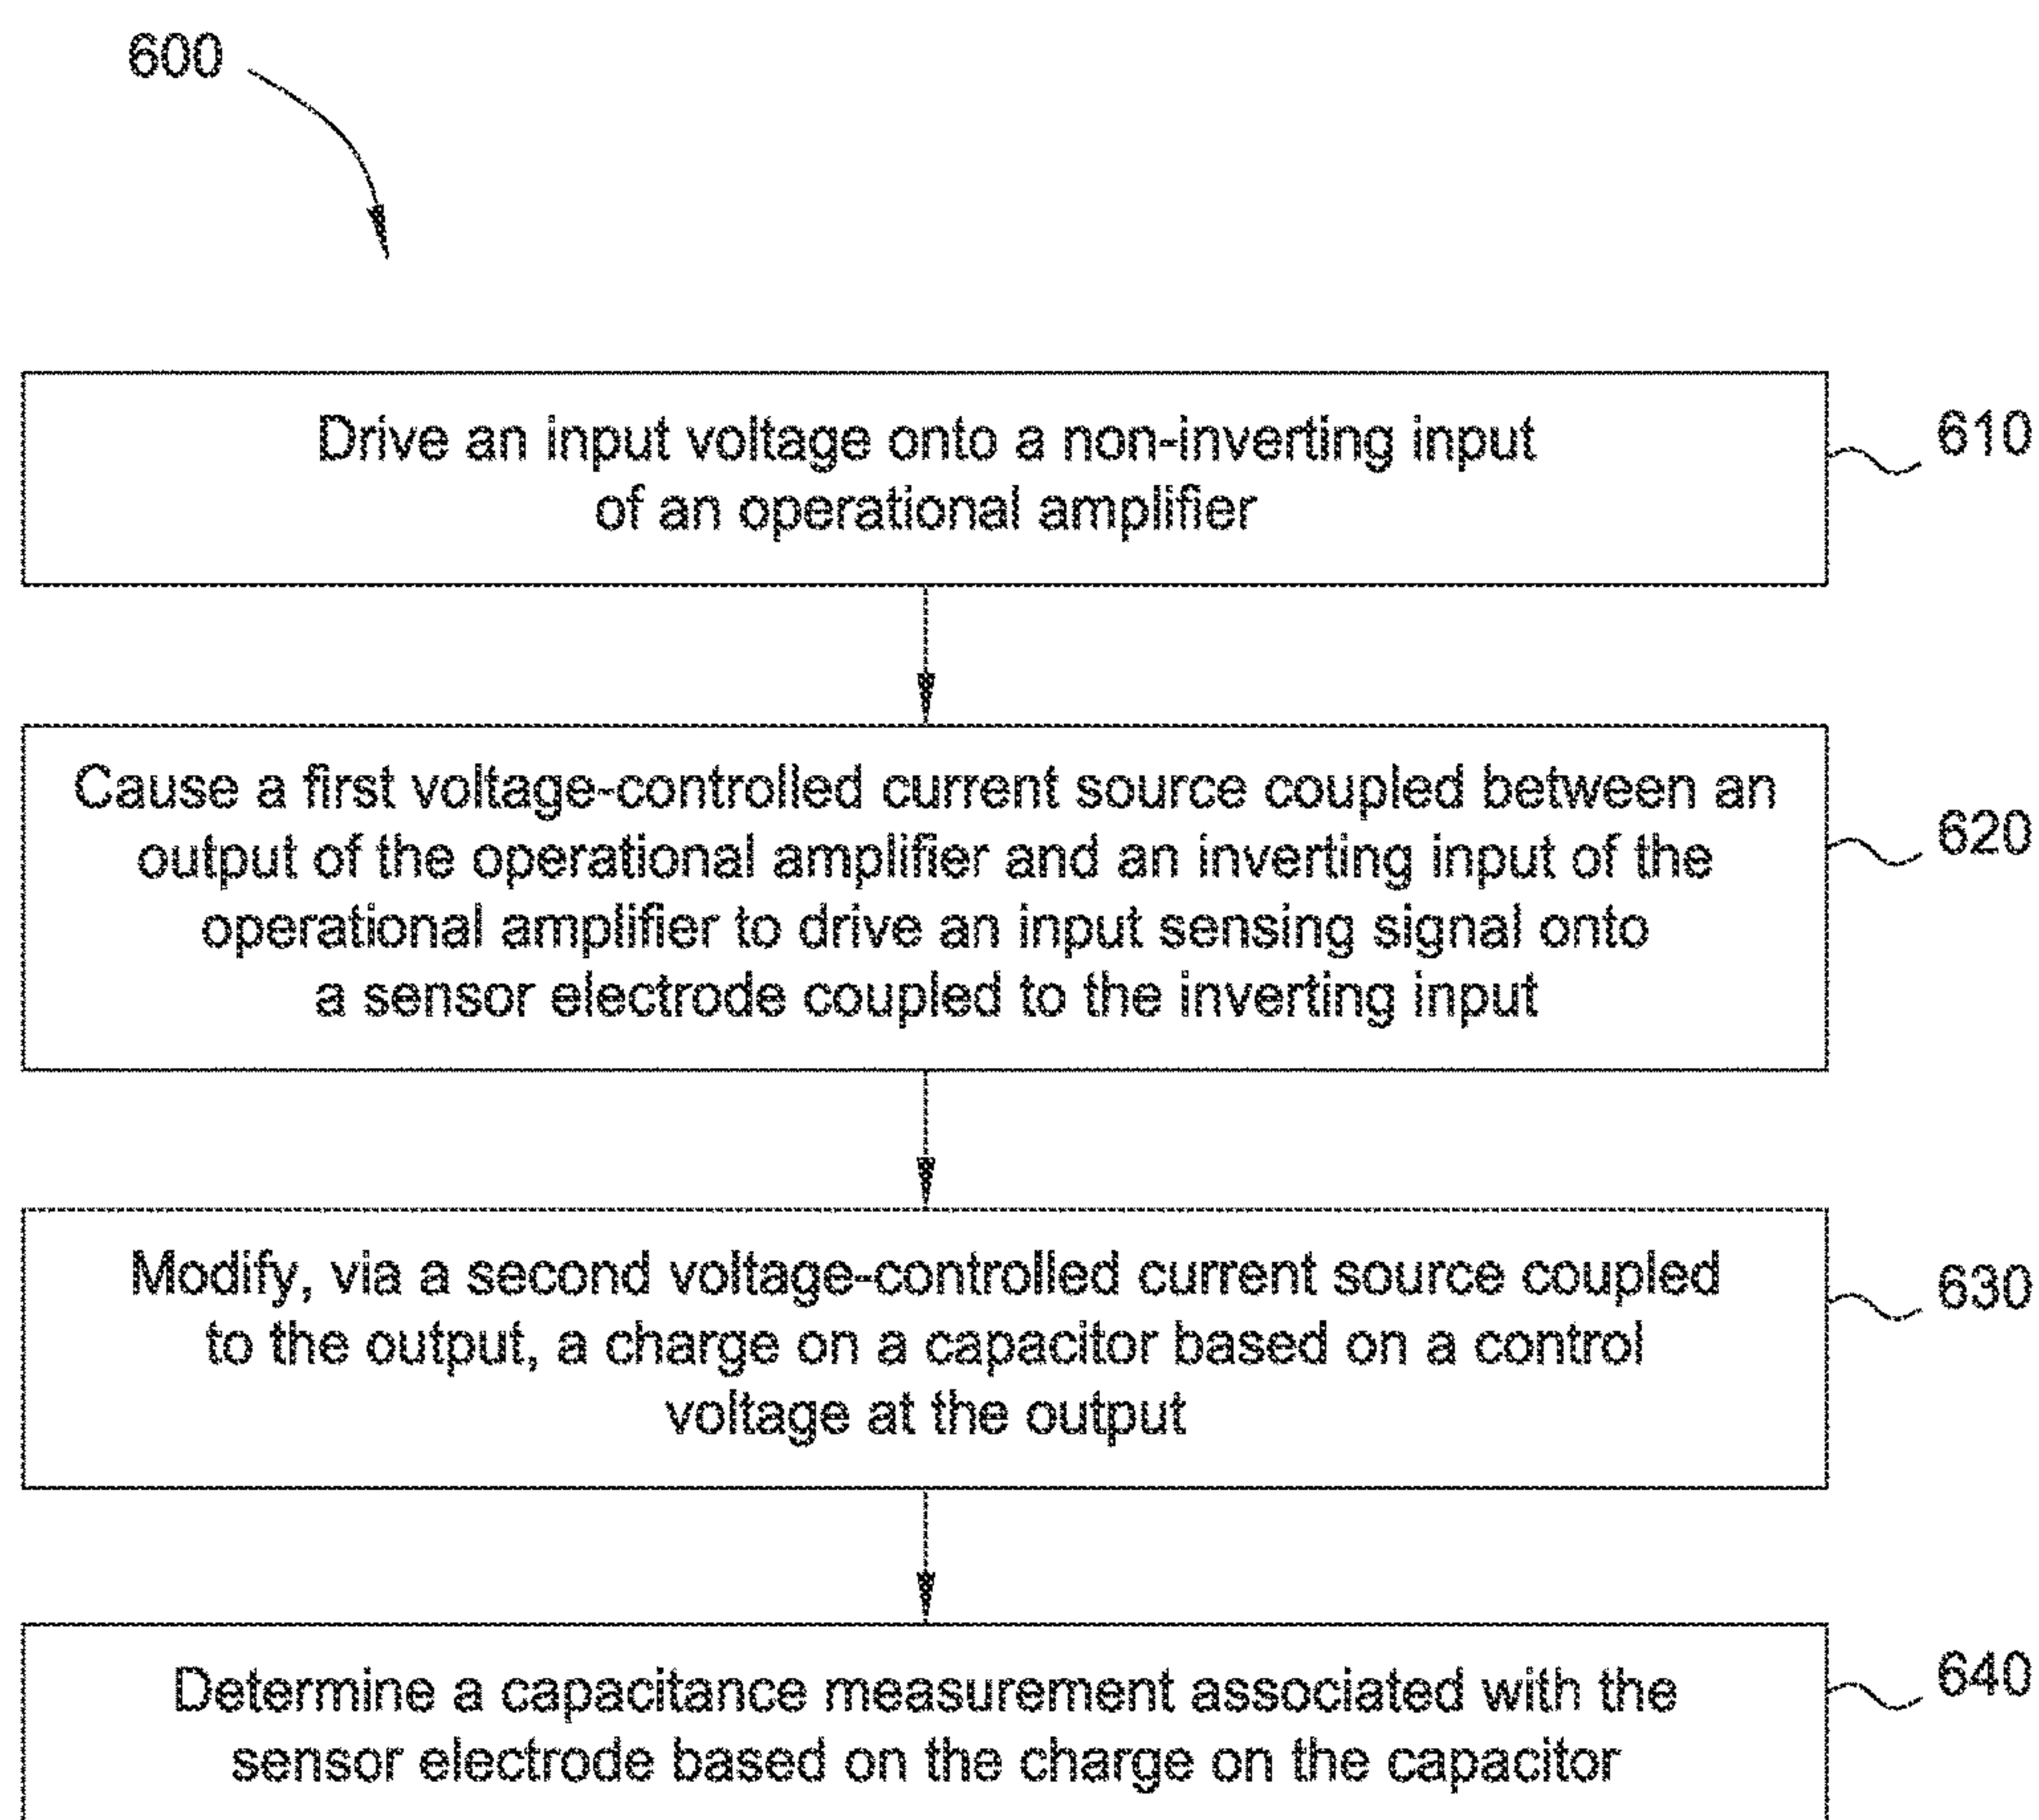 600
Drive an input voltage onto a non-inverting input
of an operational amplifier
610
Cause a first voltage-controlled current source coupled between an
output of the operational amplifier and an inverting input of the
operational amplifier to drive an input sensing signal onto
a sensor electrode coupled to the inverting input
620
Modify, via a second voltage-controlled current source coupled
to the output, a charge on a capacitor based on a control
voltage at the output
630
Determine a capacitance measurement associated with the
sensor electrode based on the charge on the capacitor
640